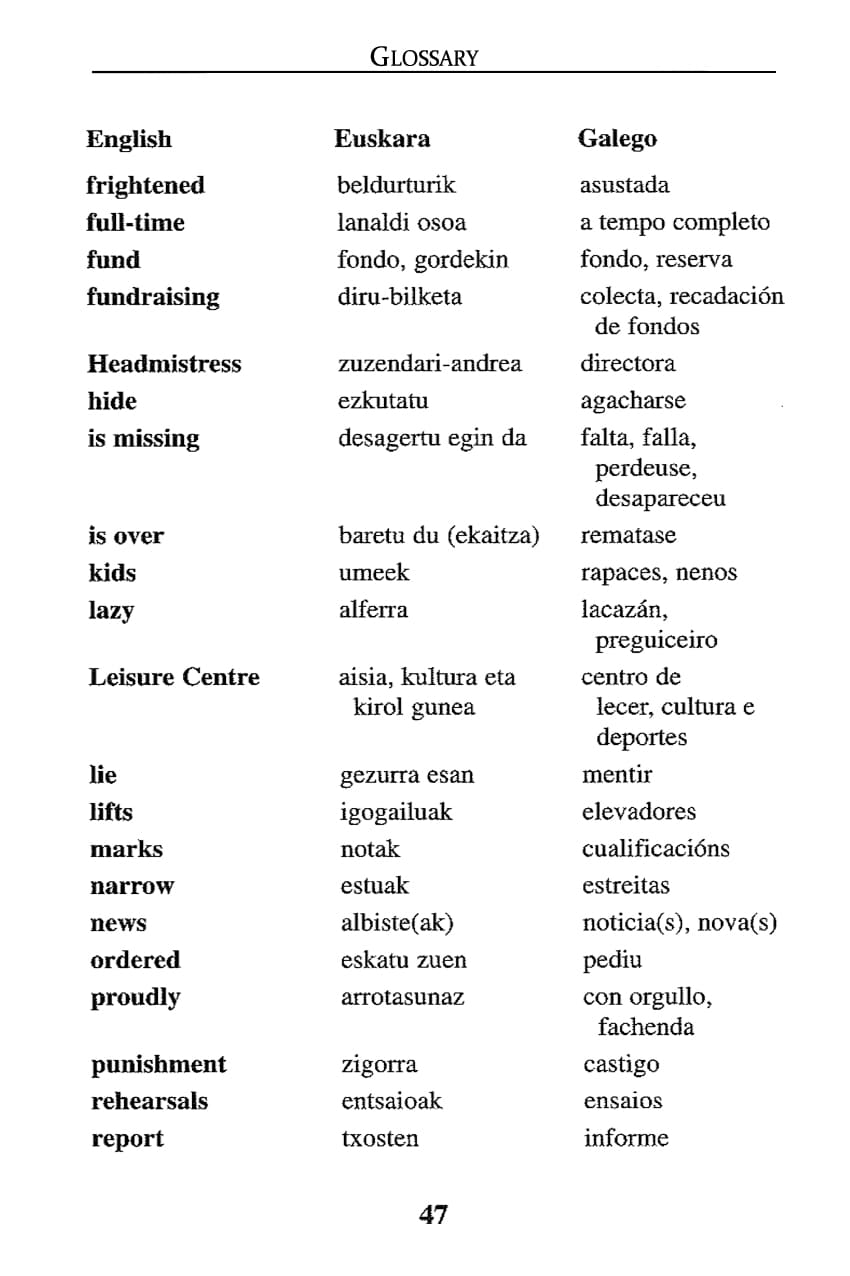 GLOSSARY
English Euskara Galego
frightened beldurturik asustada
full-time lanaldi osoa a tempo completo
fund fondo, gordekin fondo, reserva
fundraising diru-bilketa colecta, recadación
de fondos
Headmistress zuzendari-andrea directora
hide ezkutatu agacharse
is missing desagertu egin da falta, falla,
perdeuse,
desapareceu
is over baretu du (ekaitza) rematase
kids umeek rapaces, nenos
lazy alferra lacazán,
preguiceiro
Leisure Centre aisia, kultura eta centro de
kirol gunea lecer, cultura e
deportes
lie gezurra esan mentir
lifts igogailuak elevadores
marks notak cualificacións
narrow estuak estreitas
news albiste(ak) noticia(s), nova(s)
ordered eskatu zuen pediu
proudly arrotasunaz con orgullo,
fachenda
punishment zigorra castigo
rehearsals entsaioak ensaios
report txosten informe
47